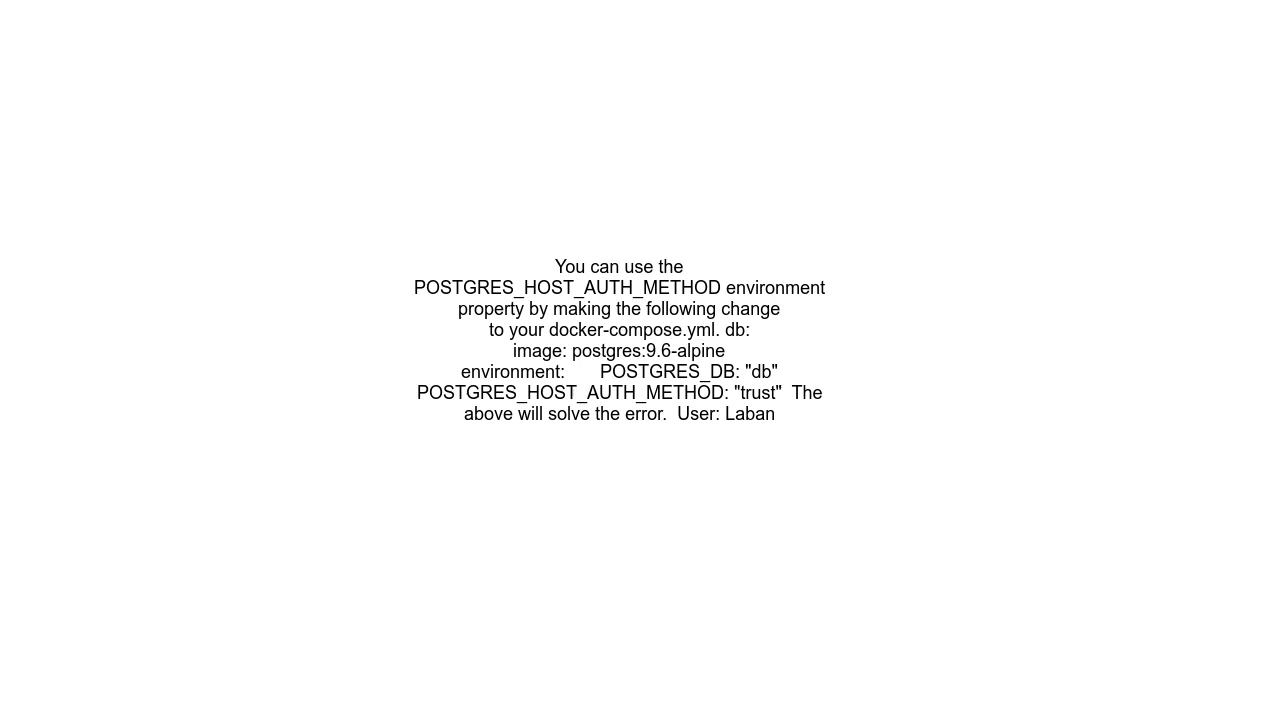 You can use the
POSTGRES_HOST_AUTH_METHOD environment
property by making the following change
to your docker-compose.yml. db:
image: postgres:9.6-alpine
environment:       POSTGRES_DB: "db"
POSTGRES_HOST_AUTH_METHOD: "trust"  The
above will solve the error.  User: Laban